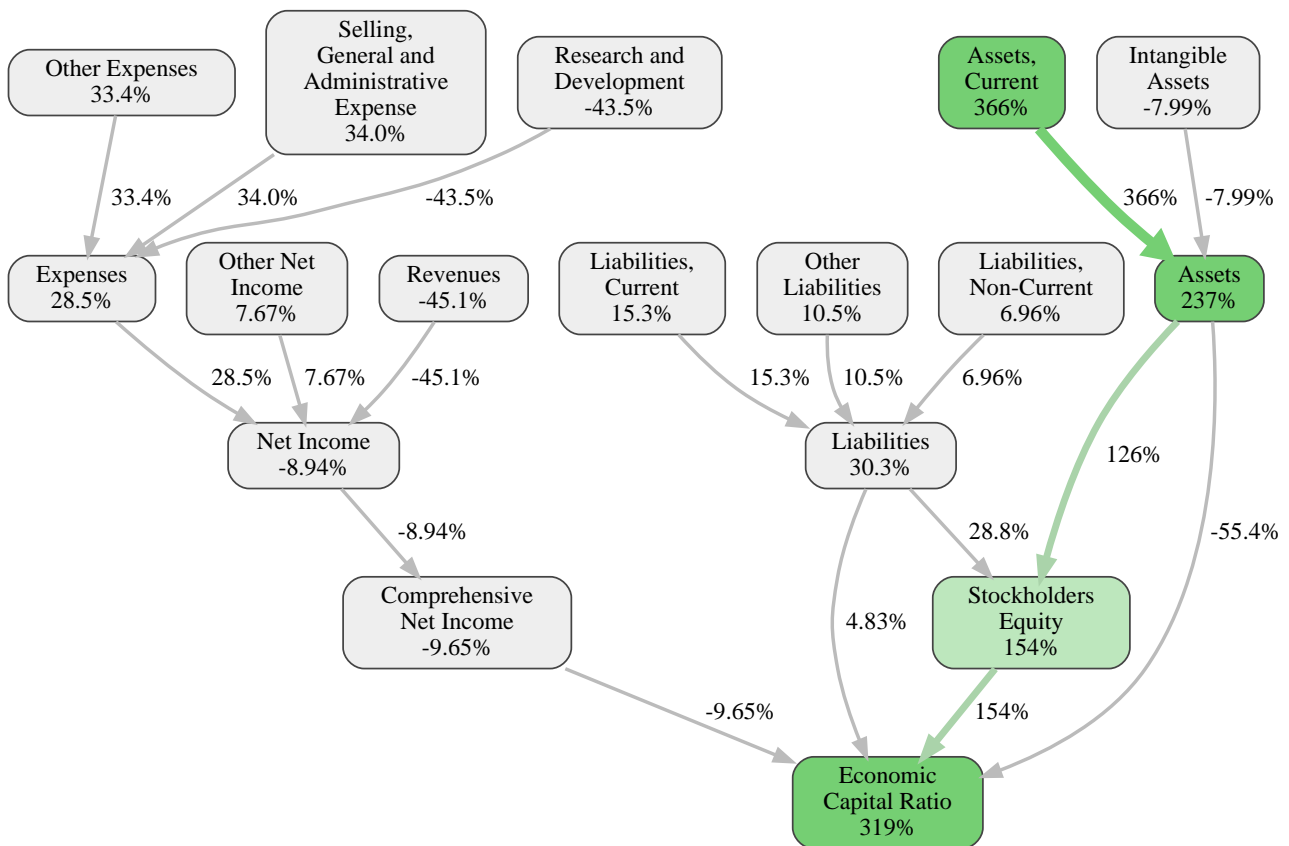 Other Expenses
33.4%
Selling,
General and
Administrative
Expense
34.0%
Research and
Development
-43.5%
Assets,
Current
366%
Intangible
Assets
-7.99%
33.4%
34.0%
-43.5%
366%
-7.99%
Expenses
28.5%
Other Net
Income
7.67%
Revenues
-45.1%
Liabilities,
Current
15.3%
Other
Liabilities
10.5%
Liabilities,
Non-Current
6.96%
Assets
237%
28.5%
7.67%
-45.1%
15.3%
10.5%
6.96%
Net Income
-8.94%
Liabilities
30.3%
126%
-8.94%
28.8%
-55.4%
Comprehensive
Net Income
-9.65%
4.83%
Stockholders
Equity
154%
-9.65%
154%
Economic
Capital Ratio
319%